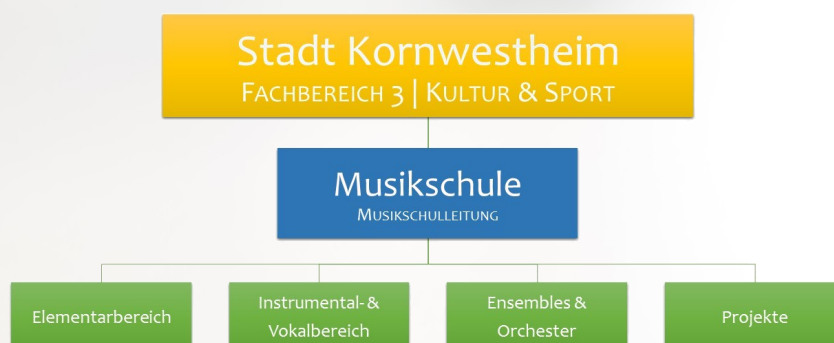 Stadt Kornwestheim
FACHBEREICH 3 | KULTUR & SPORT
Musikschule
MUSIKSCHULLEITUNG
Elementarbereich
Instrumental- &
Vokalbereich
Ensembles &
Orchester
Projekte